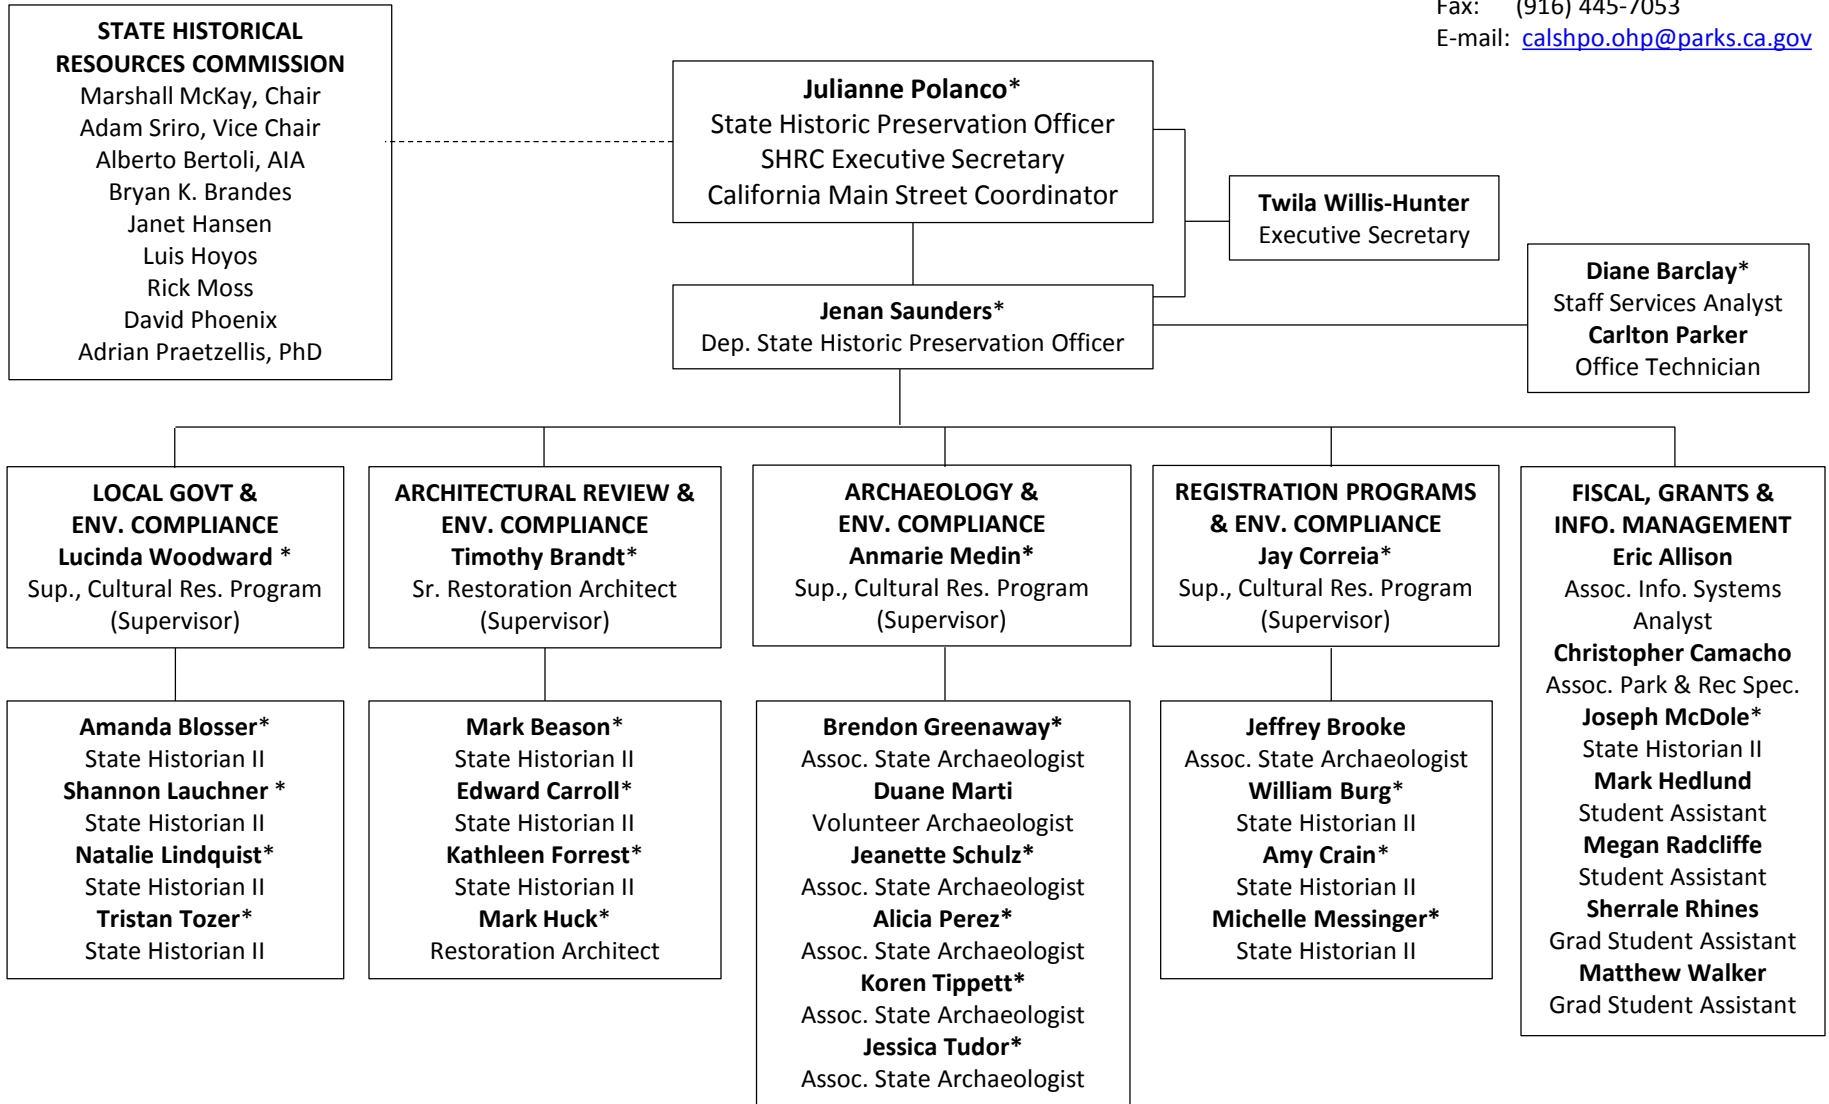 Fax: (916) 445-7053
E-mail: calshpo.ohp@parks.ca.gov
STATE HISTORICAL
RESOURCES COMMISSION
Marshall McKay, Chair
Adam Sriro, Vice Chair
Alberto Bertoli, AIA
Bryan K. Brandes
Janet Hansen
Luis Hoyos
Rick Moss
David Phoenix
Adrian Praetzellis, PhD
Julianne Polanco*
State Historic Preservation Officer
SHRC Executive Secretary
California Main Street Coordinator
Twila Willis-Hunter
Executive Secretary
Jenan Saunders*
Dep. State Historic Preservation Officer
Diane Barclay*
Staff Services Analyst
Carlton Parker
Office Technician
LOCAL GOVT &
ENV. COMPLIANCE
Lucinda Woodward *
Sup., Cultural Res. Program
(Supervisor)
ARCHITECTURAL REVIEW &
ENV. COMPLIANCE
Timothy Brandt*
Sr. Restoration Architect
(Supervisor)
ARCHAEOLOGY &
ENV. COMPLIANCE
Anmarie Medin*
Sup., Cultural Res. Program
(Supervisor)
REGISTRATION PROGRAMS
& ENV. COMPLIANCE
Jay Correia*
Sup., Cultural Res. Program
(Supervisor)
FISCAL, GRANTS &
INFO. MANAGEMENT
Eric Allison
Assoc. Info. Systems
Analyst
Christopher Camacho
Assoc. Park & Rec Spec.
Joseph McDole*
State Historian II
Mark Hedlund
Student Assistant
Megan Radcliffe
Student Assistant
Sherrale Rhines
Grad Student Assistant
Matthew Walker
Grad Student Assistant
Amanda Blosser*
State Historian II
Shannon Lauchner *
State Historian II
Natalie Lindquist*
State Historian II
Tristan Tozer*
State Historian II
Mark Beason*
State Historian II
Edward Carroll*
State Historian II
Kathleen Forrest*
State Historian II
Mark Huck*
Restoration Architect
Brendon Greenaway*
Assoc. State Archaeologist
Duane Marti
Volunteer Archaeologist
Jeanette Schulz*
Assoc. State Archaeologist
Alicia Perez*
Assoc. State Archaeologist
Koren Tippett*
Assoc. State Archaeologist
Jessica Tudor*
Assoc. State Archaeologist
Jeffrey Brooke
Assoc. State Archaeologist
William Burg*
State Historian II
Amy Crain*
State Historian II
Michelle Messinger*
State Historian II